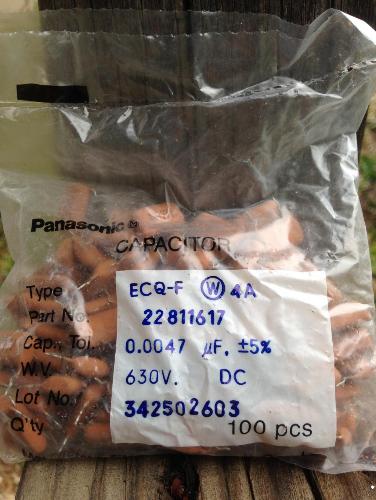 Panasonic ®
CAPACITOR
Type ECQ-F Ⓦ 4A
Part No. 22811617
Cap., Tol. 0.0047 µF, ±5%
W.V. 630V. DC
Lot No. 342502603
Q'ty 100 pcs